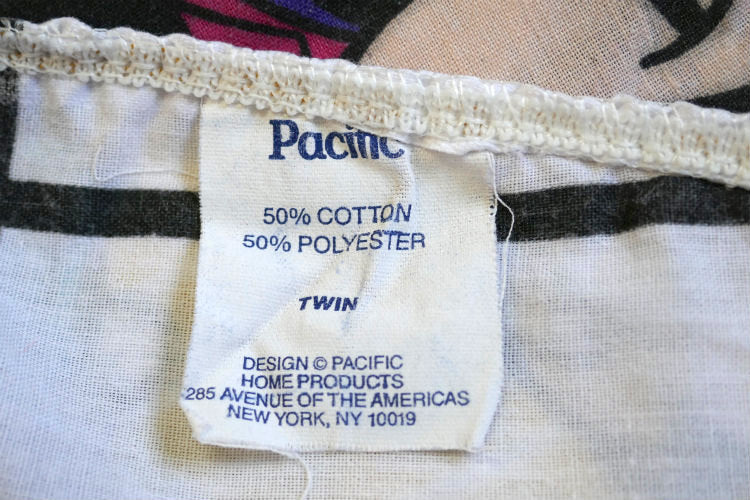 Pacific
50% COTTON
50% POLYESTER
TWIN
DESIGN © PACIFIC
HOME PRODUCTS
285 AVENUE OF THE AMERICAS
NEW YORK, NY 10019